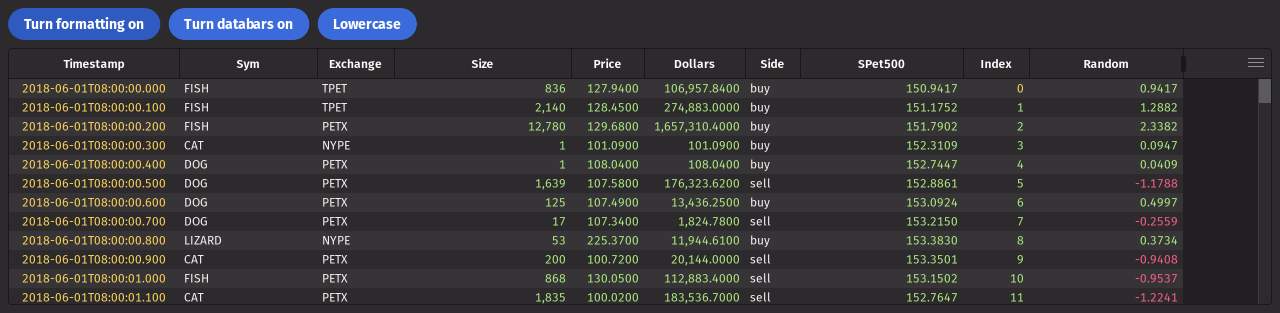 Turn formatting on Turn databars on Lowercase
Timestamp Sym Exchange Size Price Dollars Side SPet500 Index Random
2018-06-01T08:00:00.000 FISH TPET 836 127.9400 106,957.8400 buy 150.9417 0 0.9417
2018-06-01T08:00:00.100 FISH TPET 2,140 128.4500 274,883.0000 buy 151.1752 1 1.2882
2018-06-01T08:00:00.200 FISH PETX 12,780 129.6800 1,657,310.4000 buy 151.7902 2 2.3382
2018-06-01T08:00:00.300 CAT NYPE 1 101.0900 101.0900 buy 152.3109 3 0.0947
2018-06-01T08:00:00.400 DOG PETX 1 108.0400 108.0400 buy 152.7447 4 0.0409
2018-06-01T08:00:00.500 DOG PETX 1,639 107.5800 176,323.6200 sell 152.8861 5 -1.1788
2018-06-01T08:00:00.600 DOG PETX 125 107.4900 13,436.2500 buy 153.0924 6 0.4997
2018-06-01T08:00:00.700 DOG PETX 17 107.3400 1,824.7800 sell 153.2150 7 -0.2559
2018-06-01T08:00:00.800 LIZARD NYPE 53 225.3700 11,944.6100 buy 153.3830 8 0.3734
2018-06-01T08:00:00.900 CAT PETX 200 100.7200 20,144.0000 sell 153.3501 9 -0.9408
2018-06-01T08:00:01.000 FISH PETX 868 130.0500 112,883.4000 sell 153.1502 10 -0.9537
2018-06-01T08:00:01.100 CAT PETX 1,835 100.0200 183,536.7000 sell 152.7647 11 -1.2241